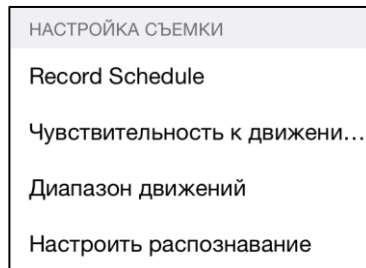 НАСТРОЙКА СЪЕМКИ
Record Schedule
Чувствительность к движени...
Диапазон движений
Настроить распознавание